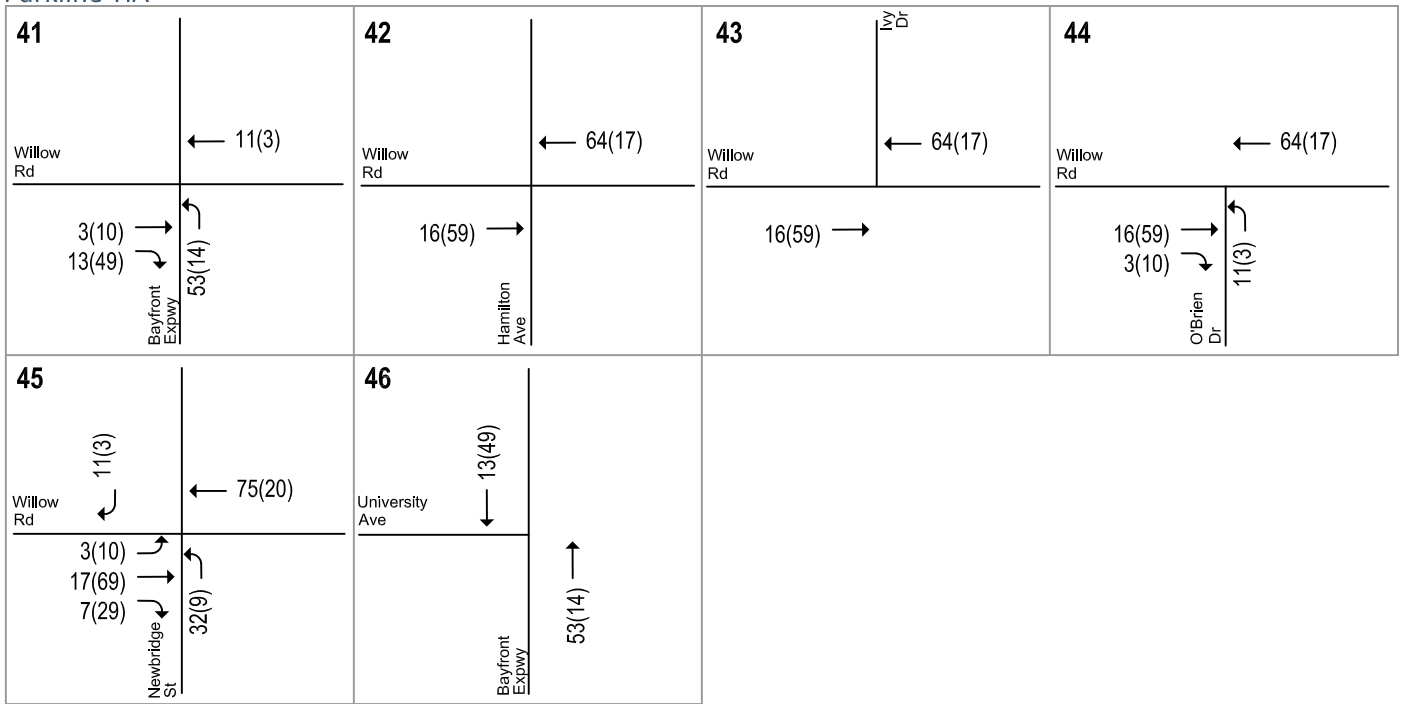 Parkline TIA
41
11(3)
Willow
Rd
3(10)
13(49)
53(14)
Bayfront
Expwy
42
64(17)
Willow
Rd
16(59)
Hamilton
Ave
43
Ivy
Dr
64(17)
Willow
Rd
16(59)
44
64(17)
Willow
Rd
16(59)
3(10)
11(3)
O'Brien
Dr
45
11(3)
75(20)
Willow
Rd
3(10)
17(69)
7(29)
32(9)
Newbridge
St
46
13(49)
University
Ave
53(14)
Bayfront
Expwy